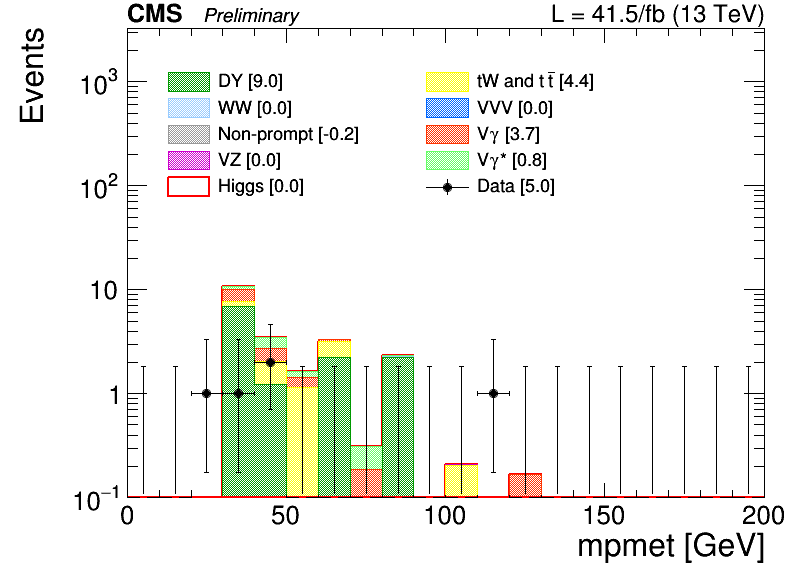 CMS Preliminary L = 41.5/fb (13 TeV)
Events
DY [9.0] tW and tt̅ [4.4]
WW [0.0] VVV [0.0]
Non-prompt [-0.2] Vγ [3.7]
VZ [0.0] Vγ* [0.8]
Higgs [0.0] Data [5.0]
10³
10²
10
1
10⁻¹
0 50 100 150 200
mpmet [GeV]